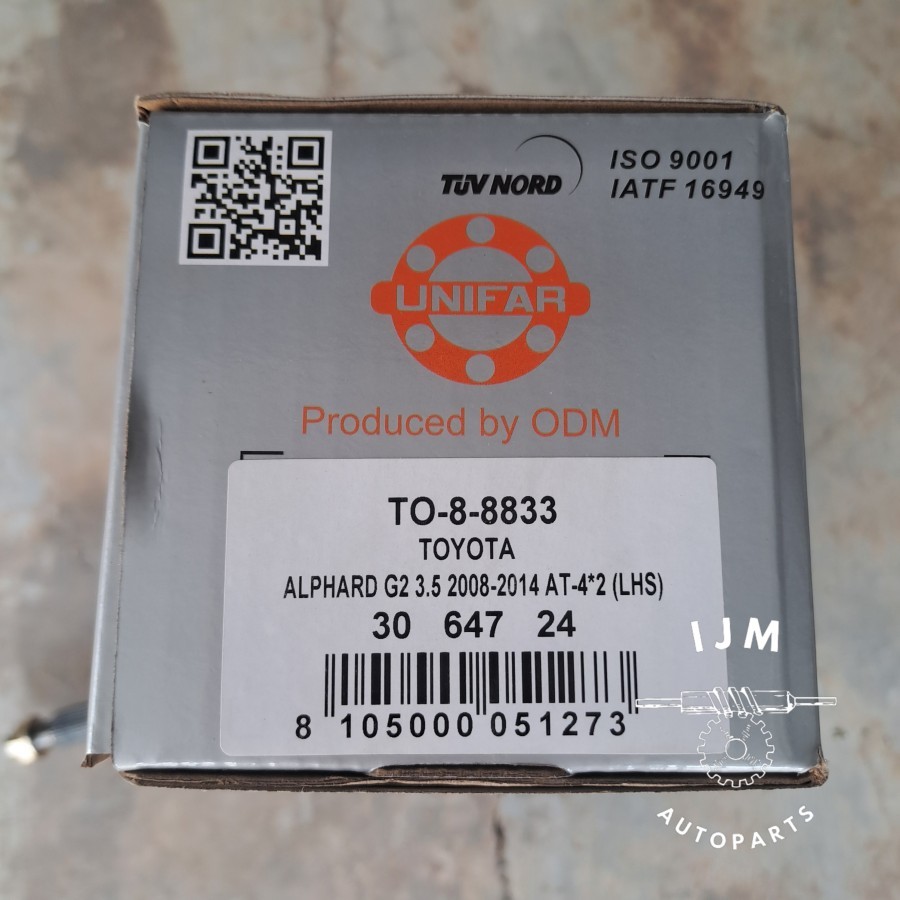 TÜV NORD
ISO 9001
IATF 16949
UNIFAR
Produced by ODM
TO-8-8833
TOYOTA
ALPHARD G2 3.5 2008-2014 AT-4*2 (LHS)
30 647 24
8 105000 051273
IJM
AUTOPARTS